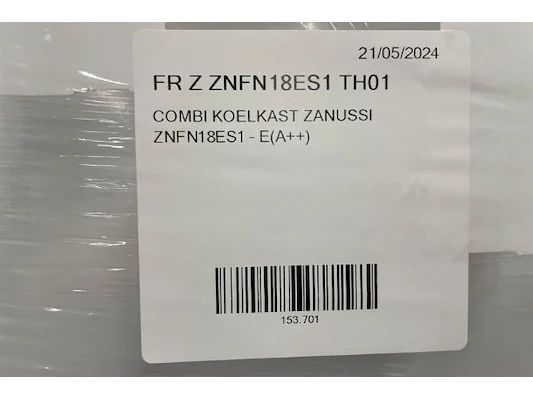 21/05/2024
FR Z ZNFN18ES1 TH01
COMBI KOELKAST ZANUSSI
ZNFN18ES1 - E(A++)
153.701